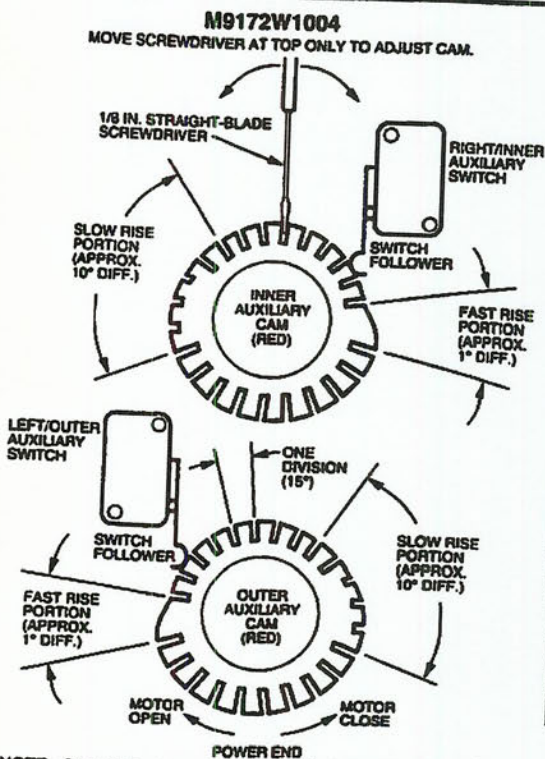 M9172W1004
MOVE SCREWDRIVER AT TOP ONLY TO ADJUST CAM.
1/8 IN. STRAIGHT-BLADE
SCREWDRIVER
RIGHT/INNER
AUXILIARY
SWITCH
SLOW RISE
PORTION
(APPROX.
10° DIFF.)
SWITCH
FOLLOWER
INNER
AUXILIARY
CAM
(RED)
FAST RISE
PORTION
(APPROX.
1° DIFF.)
LEFT/OUTER
AUXILIARY
SWITCH
ONE
DIVISION
(15°)
SWITCH
FOLLOWER
SLOW RISE
PORTION
(APPROX.
10° DIFF.)
FAST RISE
PORTION
(APPROX.
1° DIFF.)
OUTER
AUXILIARY
CAM
(RED)
MOTOR
OPEN
MOTOR
CLOSE
POWER END